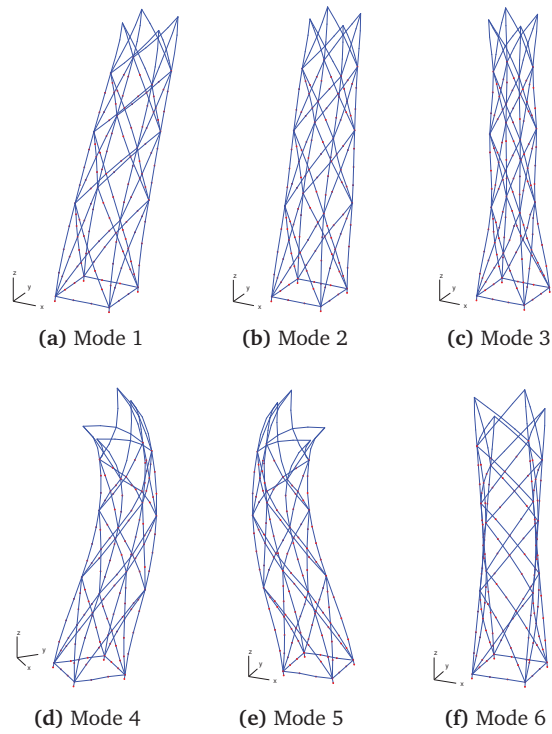 z
y
x
z
y
x
z
y
x
(a) Mode 1
(b) Mode 2
(c) Mode 3
z
y
x
z
y
x
z
y
x
(d) Mode 4
(e) Mode 5
(f) Mode 6